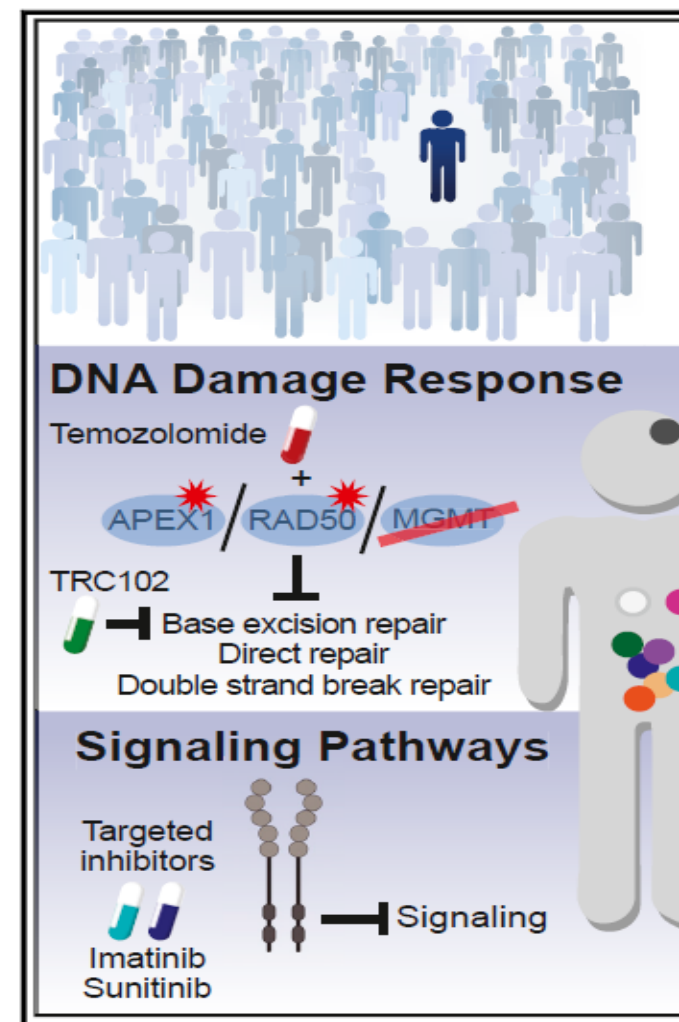 DNA Damage Response
Temozolomide
+
APEX1 / RAD50 / MGMT
TRC102
Base excision repair
Direct repair
Double strand break repair
Signaling Pathways
Targeted
inhibitors
Signaling
Imatinib
Sunitinib